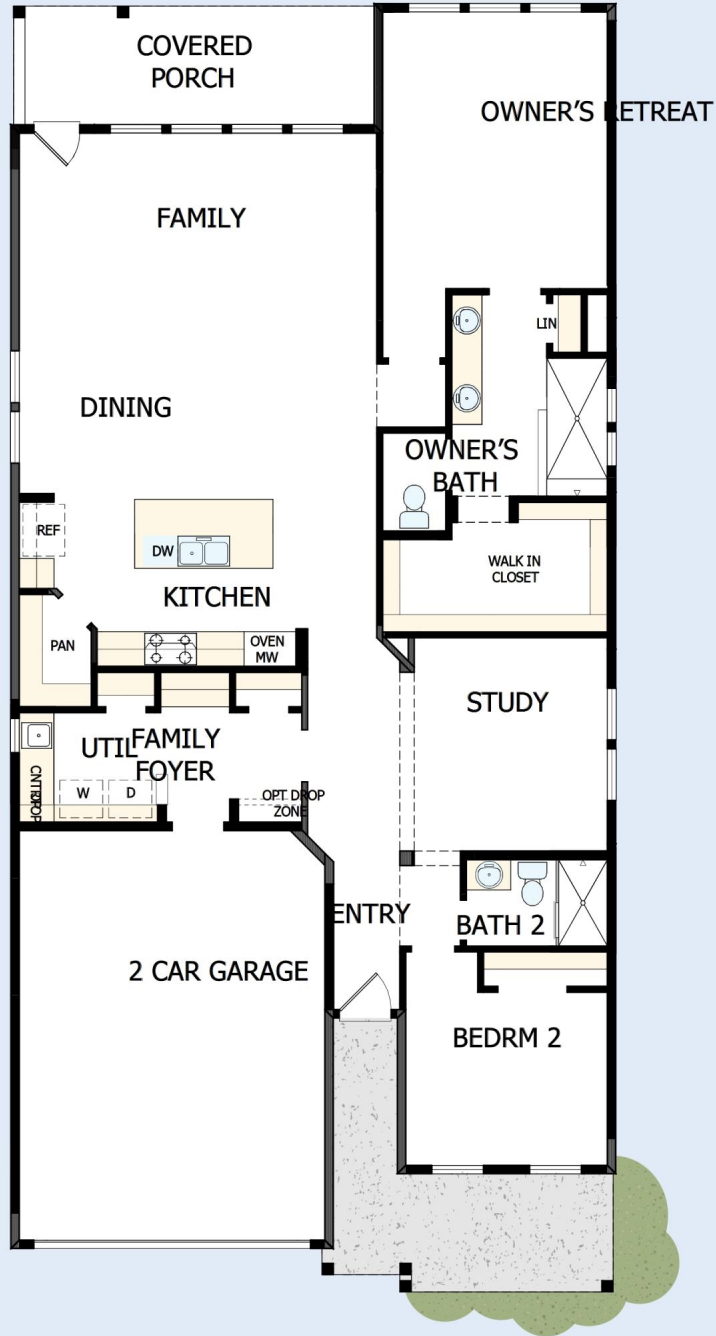 COVERED
PORCH
OWNER'S RETREAT
FAMILY
LIN
DINING
OWNER'S
BATH
REF
DW
WALK IN
CLOSET
KITCHEN
PAN
OVEN
MW
STUDY
UTIL
FAMILY
FOYER
W
D
OPT DROP
ZONE
ENTRY
BATH 2
2 CAR GARAGE
BEDRM 2